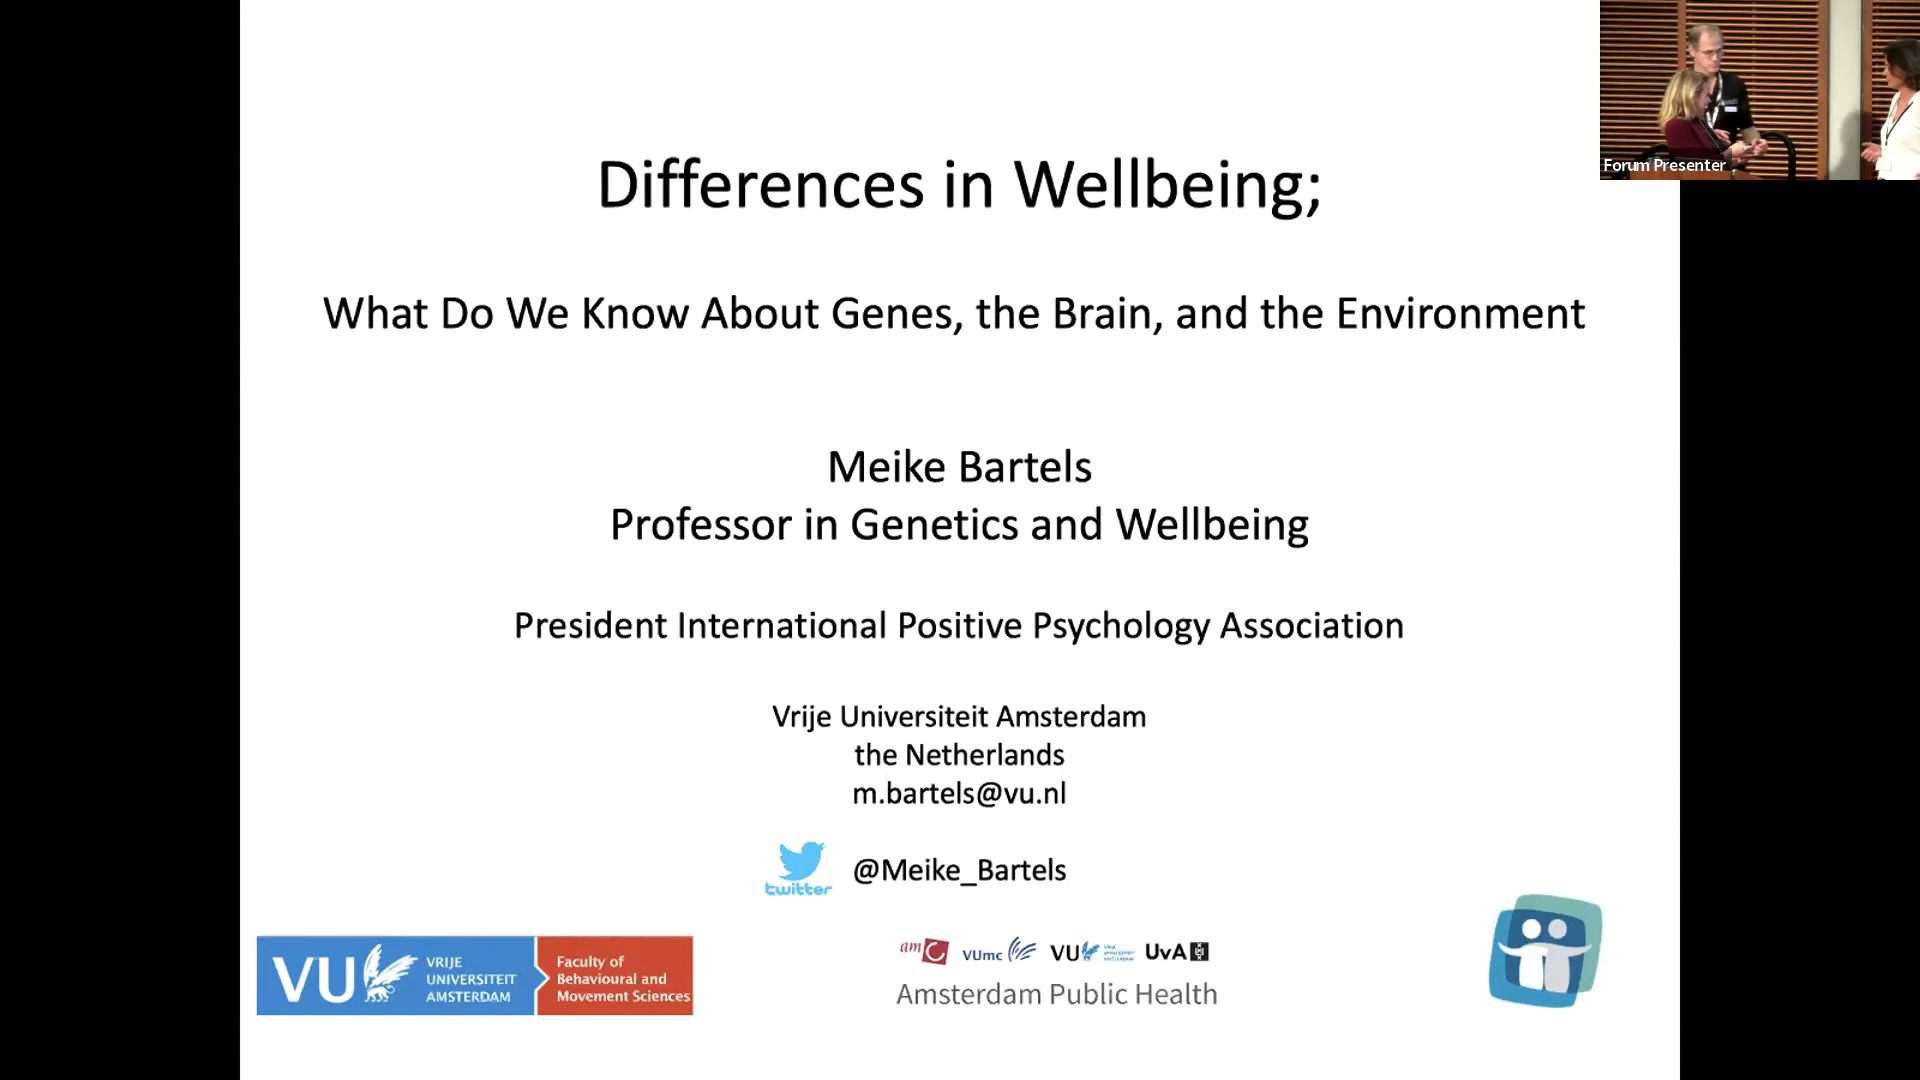 Differences in Wellbeing;
What Do We Know About Genes, the Brain, and the Environment
Meike Bartels
Professor in Genetics and Wellbeing
President International Positive Psychology Association
Vrije Universiteit Amsterdam
the Netherlands
m.bartels@vu.nl
twitter
@Meike_Bartels
VU
VRIJE
UNIVERSITEIT
AMSTERDAM
Faculty of
Behavioural and
Movement Sciences
amC
VUmc
VU
UvA
Amsterdam Public Health
Forum Presenter